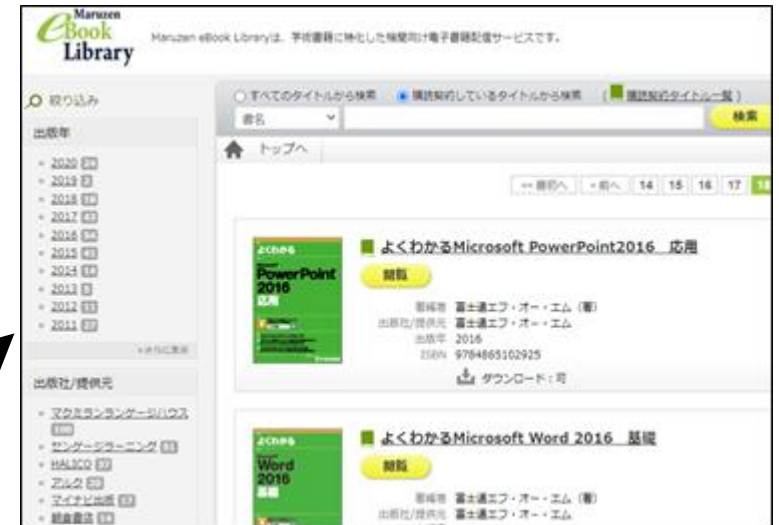 Maruzen
eBook
Library
Maruzen eBook Libraryは、学術書籍に特化した機関向け電子書籍配信サービスです。
絞り込み
すべてのタイトルから検索 購読契約しているタイトルから検索 ( 購読契約タイトル一覧 )
書名 検索
トップへ
出版年
2020
2019
2018
2017
2016
2015
2014
2013
2012
2011
さらに表示
出版社/提供元
マクミランランゲージハウス
センゲージラーニング
HALICO
アルク
マイナビ出版
朝倉書店
<<最初へ <前へ 14 15 16 17 18
よくわかる
PowerPoint
2016
応用
よくわかるMicrosoft PowerPoint2016 応用
閲覧
著編者 富士通エフ・オー・エム（著）
出版社/提供元 富士通エフ・オー・エム
出版年 2016
ISBN 9784865102925
ダウンロード：可
よくわかる
Word
2016
基礎
よくわかるMicrosoft Word 2016 基礎
閲覧
著編者 富士通エフ・オー・エム（著）
出版社/提供元 富士通エフ・オー・エム